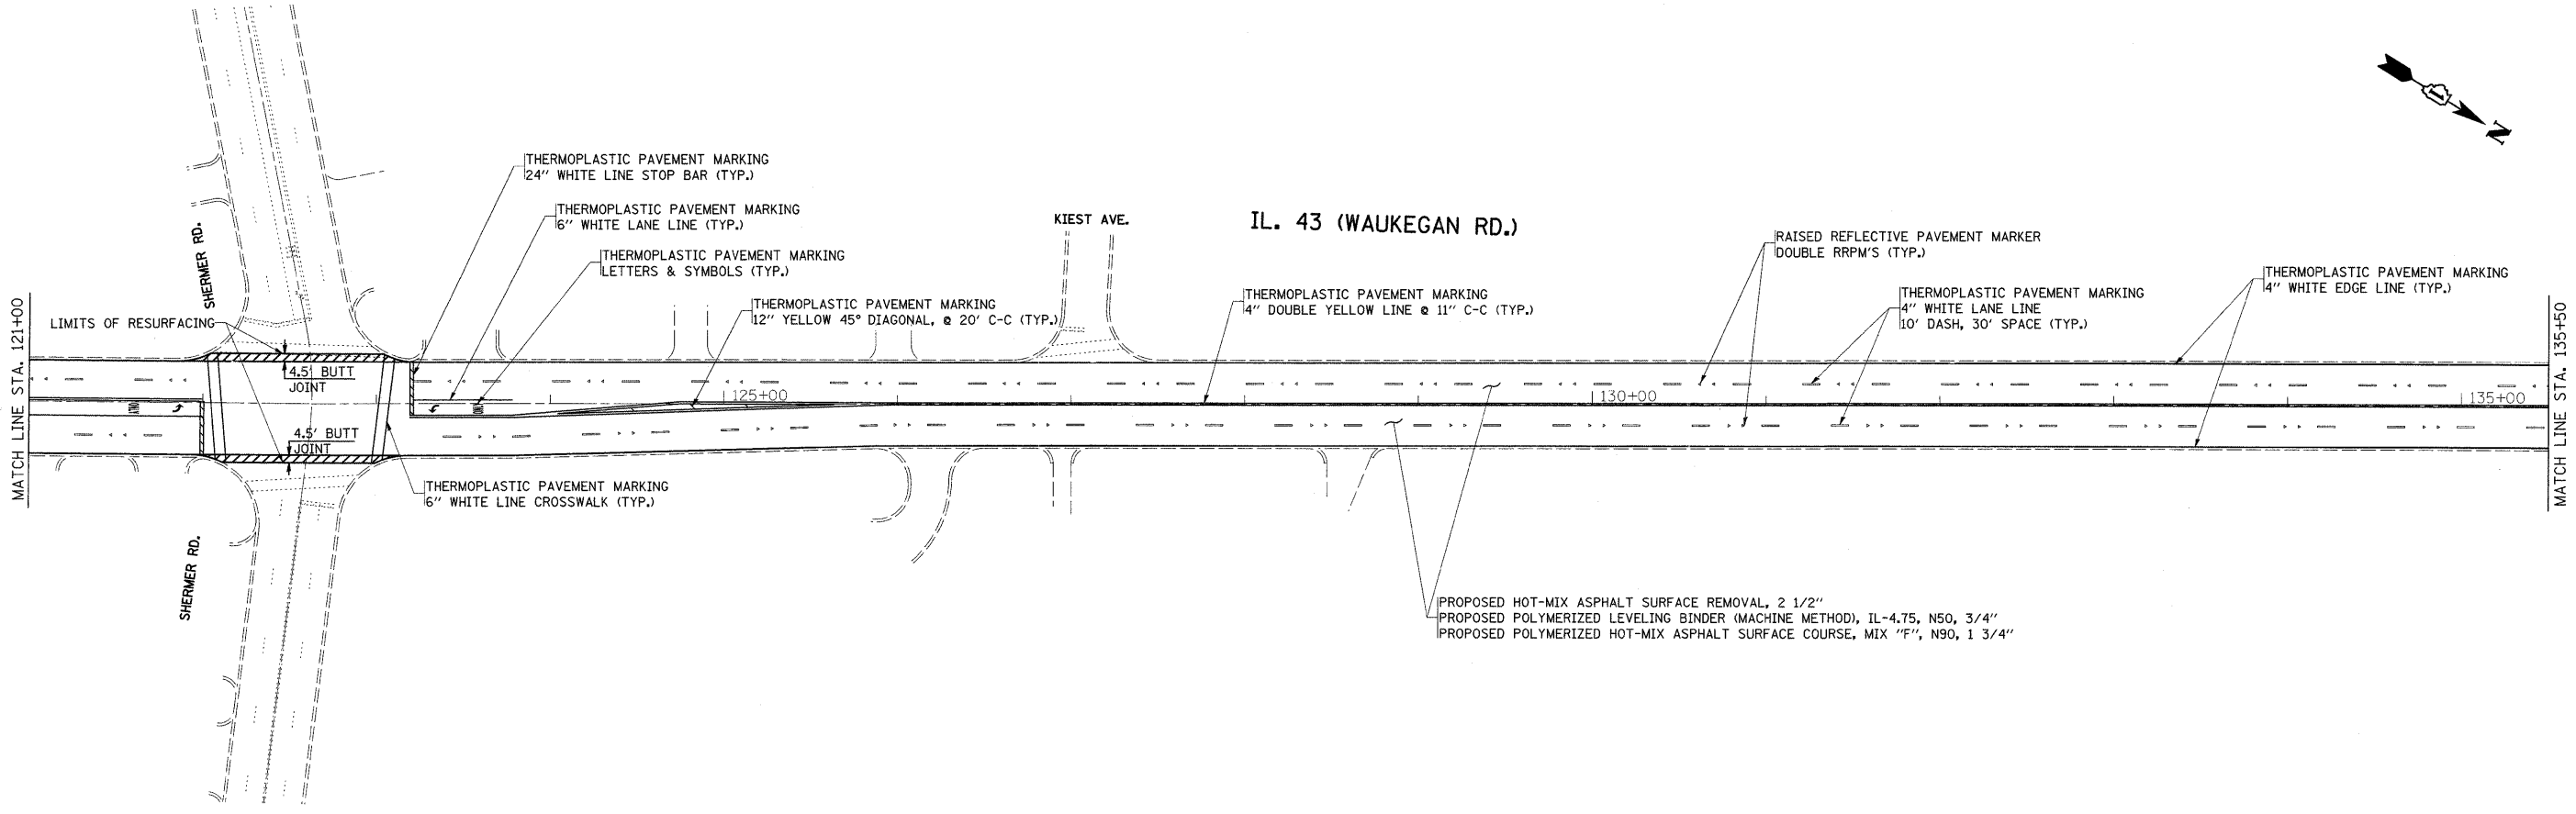 N
THERMOPLASTIC PAVEMENT MARKING
24" WHITE LINE STOP BAR (TYP.)
THERMOPLASTIC PAVEMENT MARKING
6" WHITE LANE LINE (TYP.)
THERMOPLASTIC PAVEMENT MARKING
LETTERS & SYMBOLS (TYP.)
THERMOPLASTIC PAVEMENT MARKING
12" YELLOW 45° DIAGONAL, @ 20' C-C (TYP.)
KIEST AVE.
IL. 43 (WAUKEGAN RD.)
THERMOPLASTIC PAVEMENT MARKING
4" DOUBLE YELLOW LINE @ 11" C-C (TYP.)
RAISED REFLECTIVE PAVEMENT MARKER
DOUBLE RRPM'S (TYP.)
THERMOPLASTIC PAVEMENT MARKING
4" WHITE LANE LINE
10' DASH, 30' SPACE (TYP.)
THERMOPLASTIC PAVEMENT MARKING
4" WHITE EDGE LINE (TYP.)
SHERMER RD.
LIMITS OF RESURFACING
MATCH LINE STA. 121+00
4.5' BUTT
JOINT
ONLY
ONLY
125+00
130+00
135+00
MATCH LINE STA. 135+50
4.5' BUTT
JOINT
THERMOPLASTIC PAVEMENT MARKING
6" WHITE LINE CROSSWALK (TYP.)
SHERMER RD.
PROPOSED HOT-MIX ASPHALT SURFACE REMOVAL, 2 1/2"
PROPOSED POLYMERIZED LEVELING BINDER (MACHINE METHOD), IL-4.75, N50, 3/4"
PROPOSED POLYMERIZED HOT-MIX ASPHALT SURFACE COURSE, MIX "F", N90, 1 3/4"